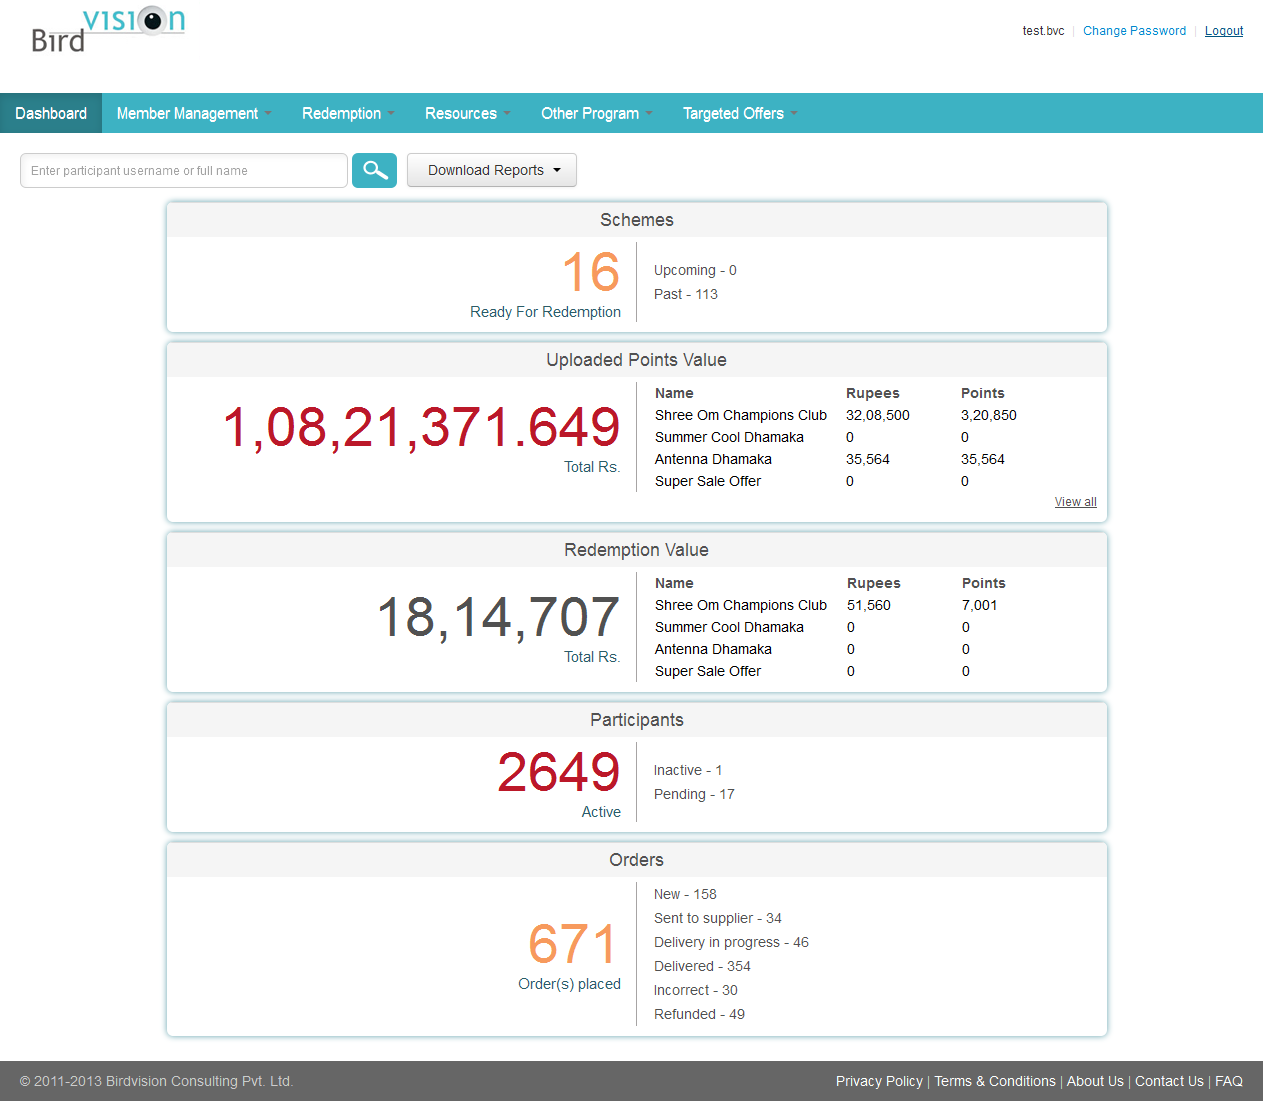 Bird vision
test.bvc | Change Password | Logout
Dashboard Member Management Redemption Resources Other Program Targeted Offers
Enter participant username or full name Download Reports
Schemes
16
Ready For Redemption
Upcoming - 0
Past - 113
Uploaded Points Value
1,08,21,371.649
Total Rs.
Name Rupees Points
Shree Om Champions Club 32,08,500 3,20,850
Summer Cool Dhamaka 0 0
Antenna Dhamaka 35,564 35,564
Super Sale Offer 0 0
View all
Redemption Value
18,14,707
Total Rs.
Name Rupees Points
Shree Om Champions Club 51,560 7,001
Summer Cool Dhamaka 0 0
Antenna Dhamaka 0 0
Super Sale Offer 0 0
Participants
2649
Active
Inactive - 1
Pending - 17
Orders
671
Order(s) placed
New - 158
Sent to supplier - 34
Delivery in progress - 46
Delivered - 354
Incorrect - 30
Refunded - 49
© 2011-2013 Birdvision Consulting Pvt. Ltd.
Privacy Policy | Terms & Conditions | About Us | Contact Us | FAQ